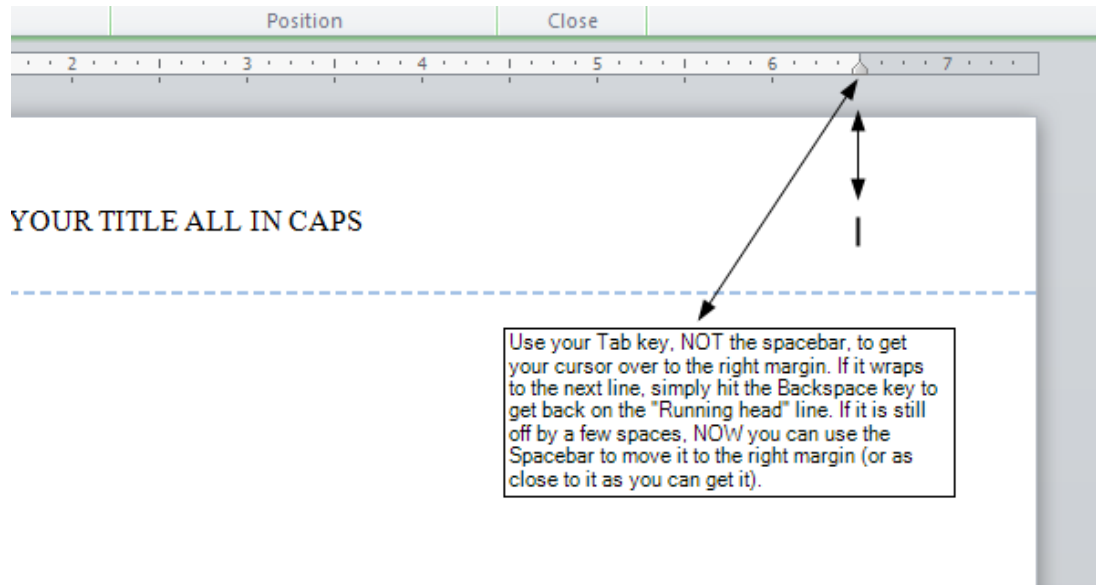 Position Close
2 3 4 5 6 7
YOUR TITLE ALL IN CAPS
Use your Tab key, NOT the spacebar, to get
your cursor over to the right margin. If it wraps
to the next line, simply hit the Backspace key to
get back on the "Running head" line. If it is still
off by a few spaces, NOW you can use the
Spacebar to move it to the right margin (or as
close to it as you can get it).